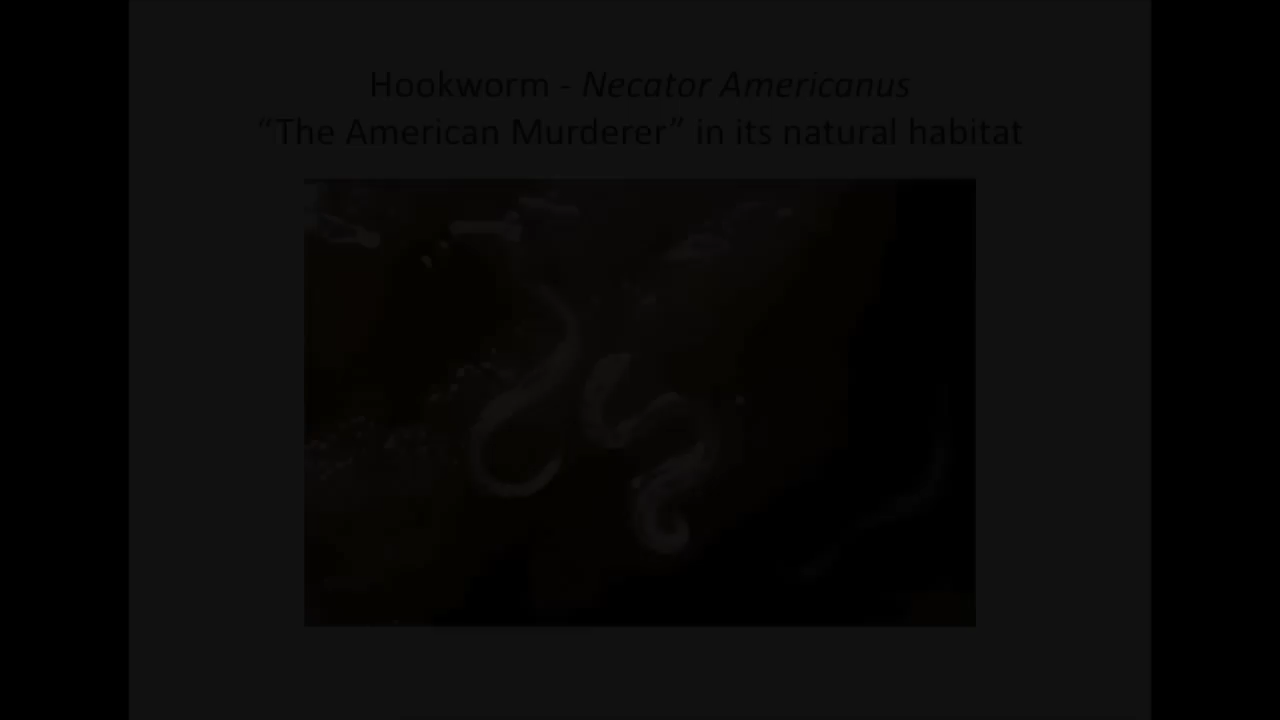 Hookworm - Necator Americanus
“The American Murderer” in its natural habitat